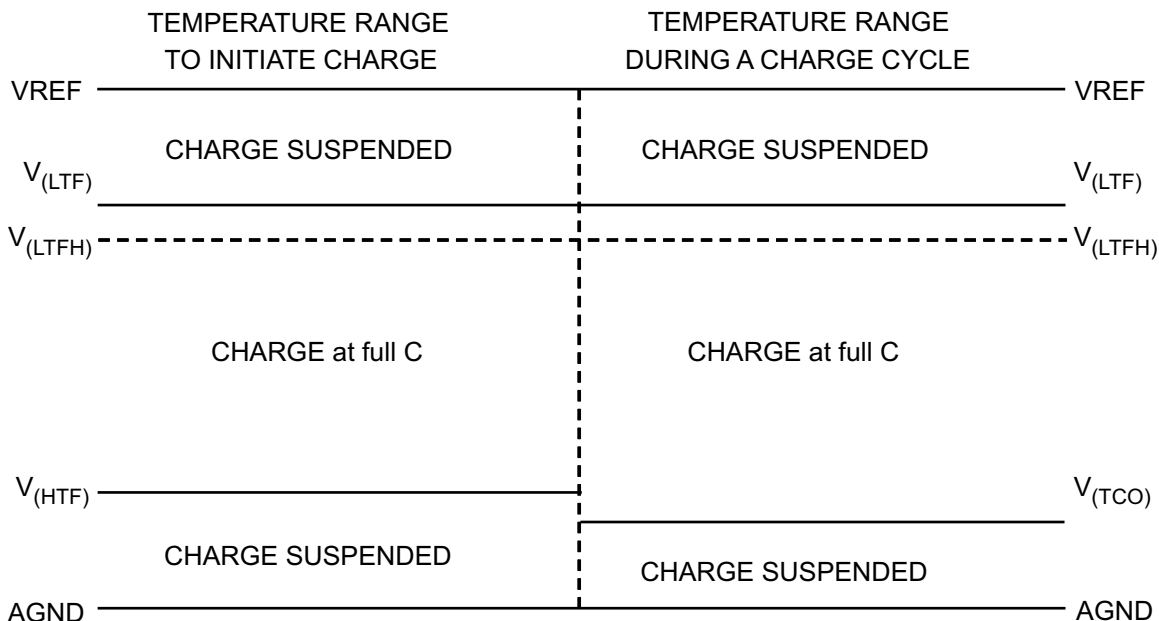 TEMPERATURE RANGE
TO INITIATE CHARGE
TEMPERATURE RANGE
DURING A CHARGE CYCLE
VREF
VREF
CHARGE SUSPENDED
CHARGE SUSPENDED
V(LTF)
V(LTF)
V(LTFH)
V(LTFH)
CHARGE at full C
CHARGE at full C
V(HTF)
V(TCO)
CHARGE SUSPENDED
CHARGE SUSPENDED
AGND
AGND